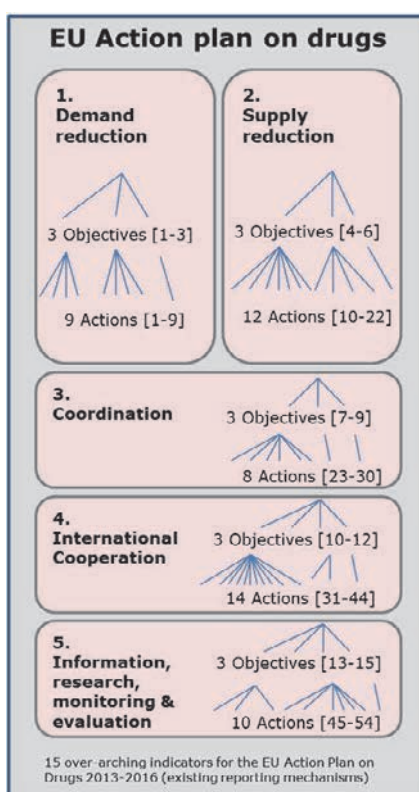 EU Action plan on drugs
1.
Demand
reduction
3 Objectives [1-3]
9 Actions [1-9]
2.
Supply
reduction
3 Objectives [4-6]
12 Actions [10-22]
3.
Coordination
3 Objectives [7-9]
8 Actions [23-30]
4.
International
Cooperation
3 Objectives [10-12]
14 Actions [31-44]
5.
Information,
research,
monitoring &
evaluation
3 Objectives [13-15]
10 Actions [45-54]
15 over-arching indicators for the EU Action Plan on
Drugs 2013-2016 (existing reporting mechanisms)